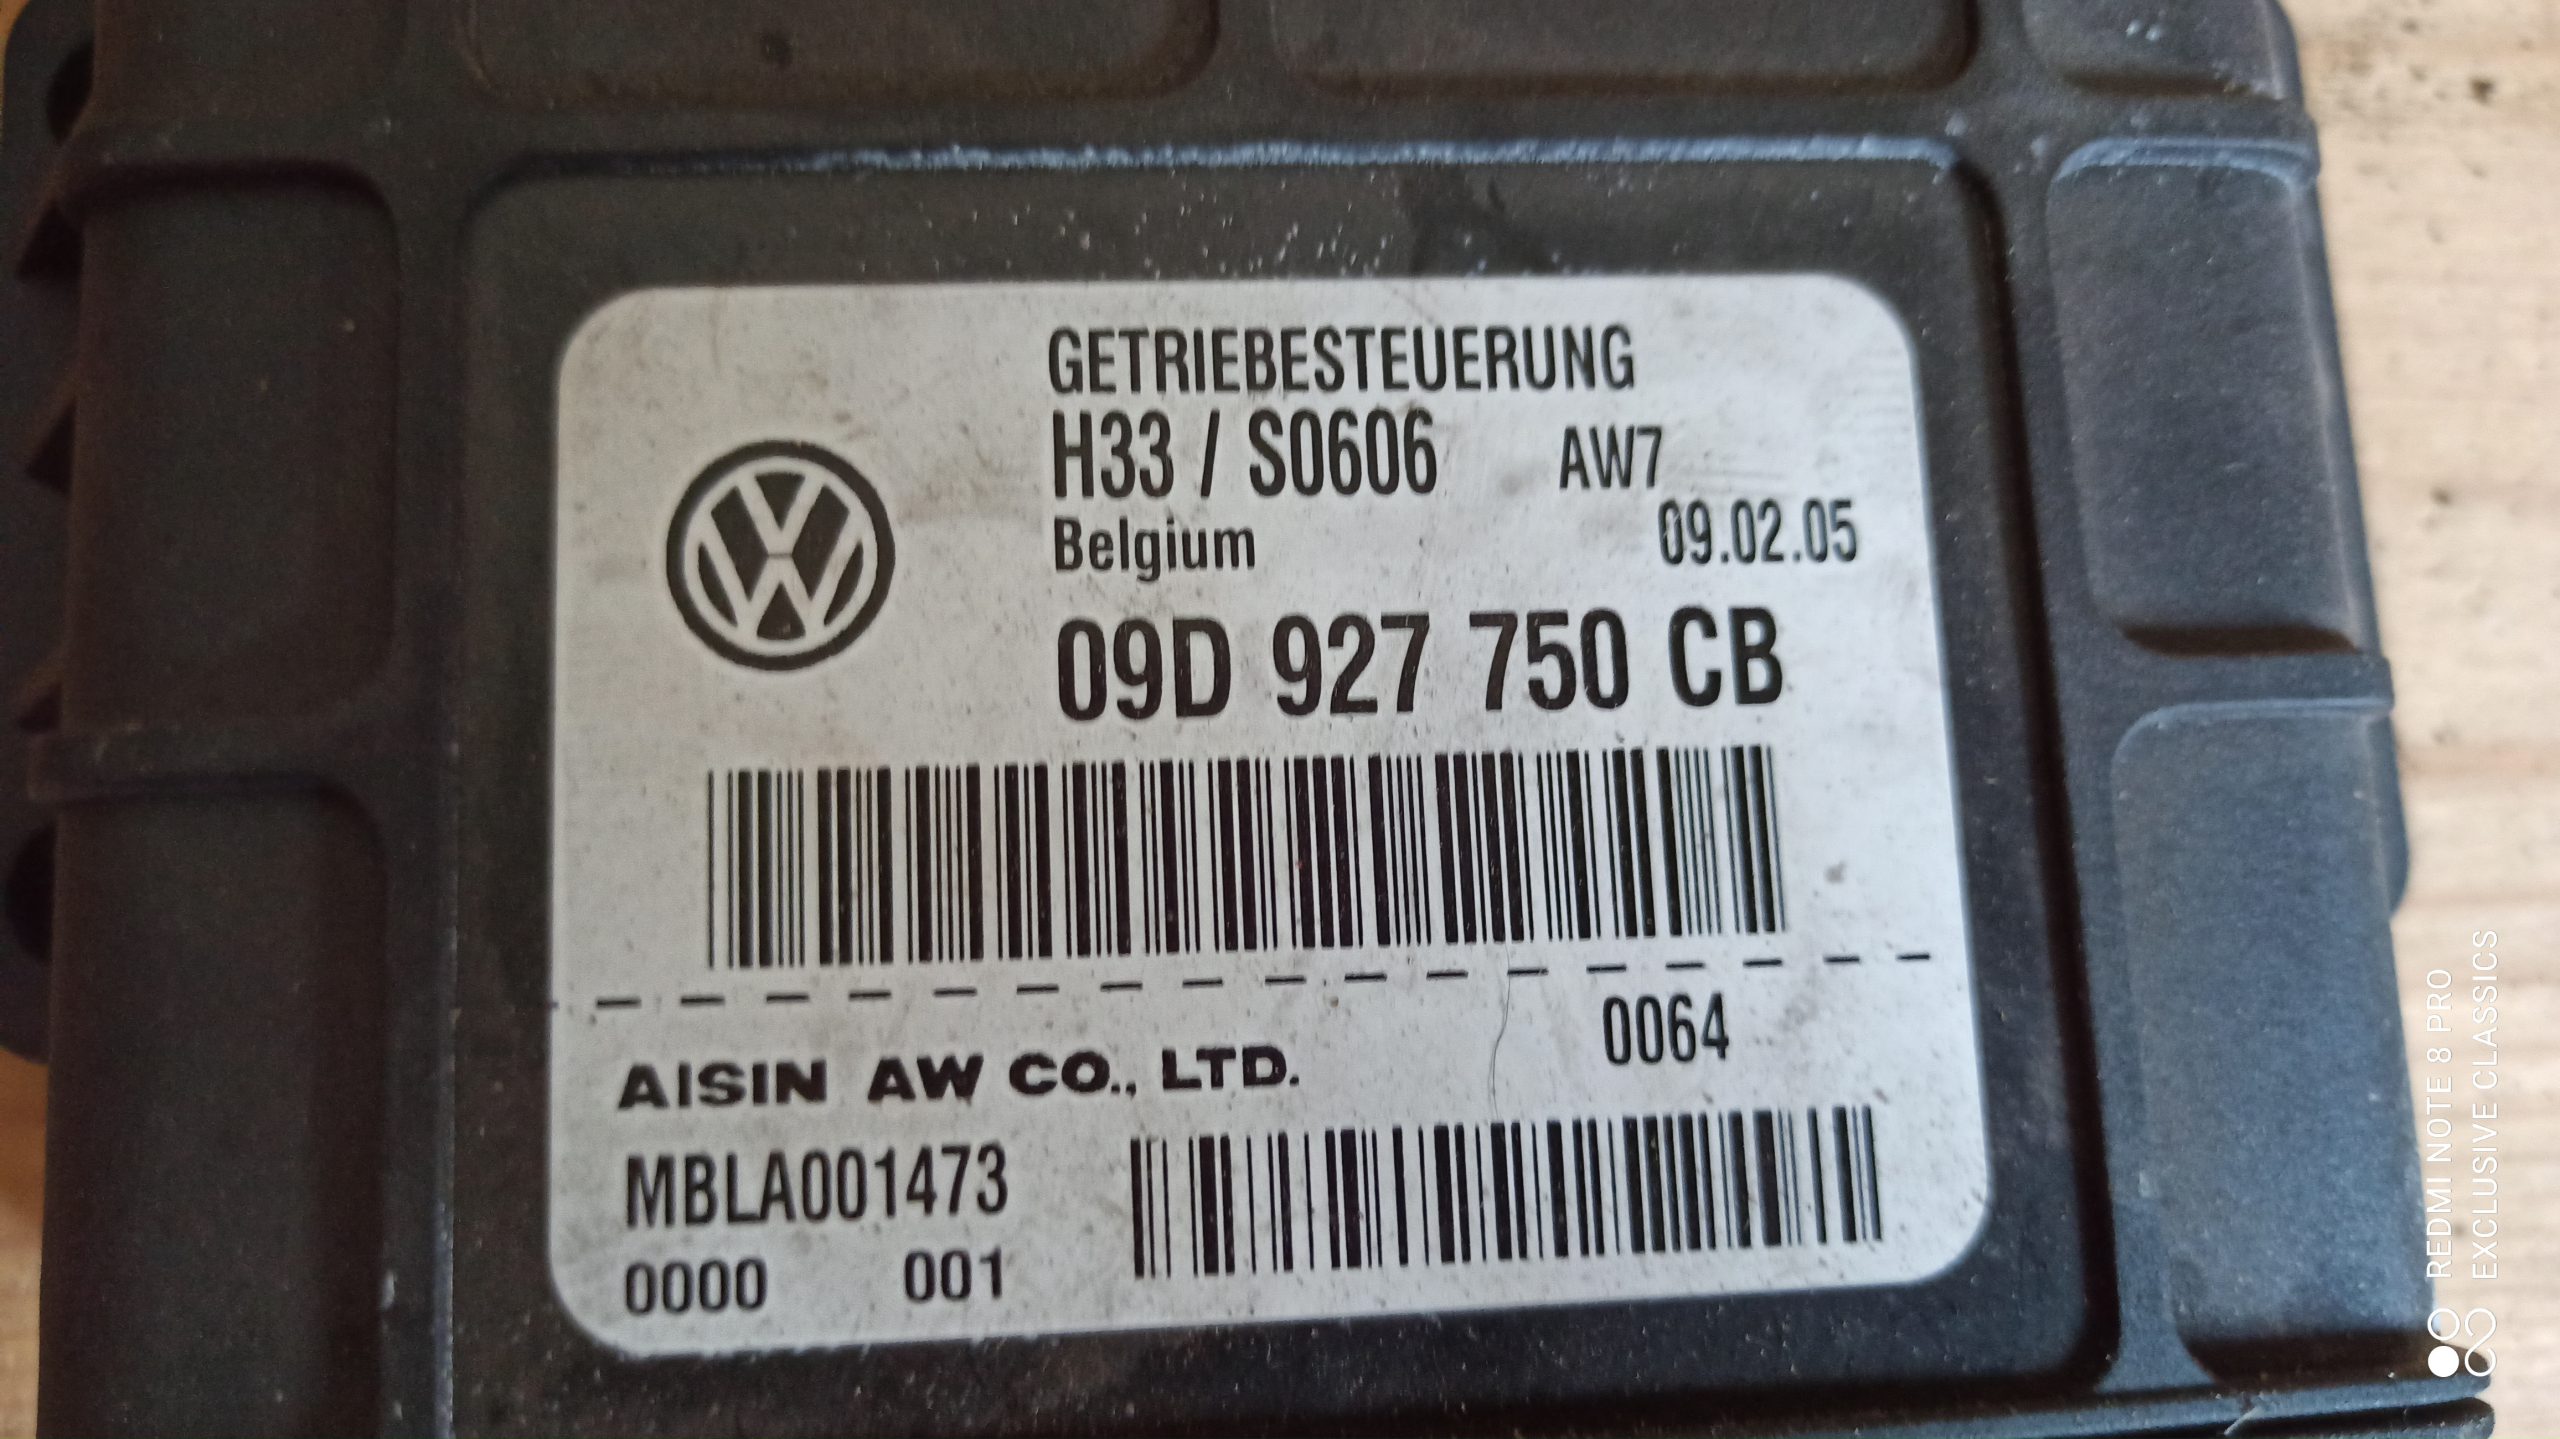 GETRIEBESTEUERUNG
H33 / S0606 AW7
Belgium 09.02.05
09D 927 750 CB
0064
AISIN AW CO., LTD.
MBLA001473
0000 001
REDMI NOTE 8 PRO
EXCLUSIVE CLASSICS